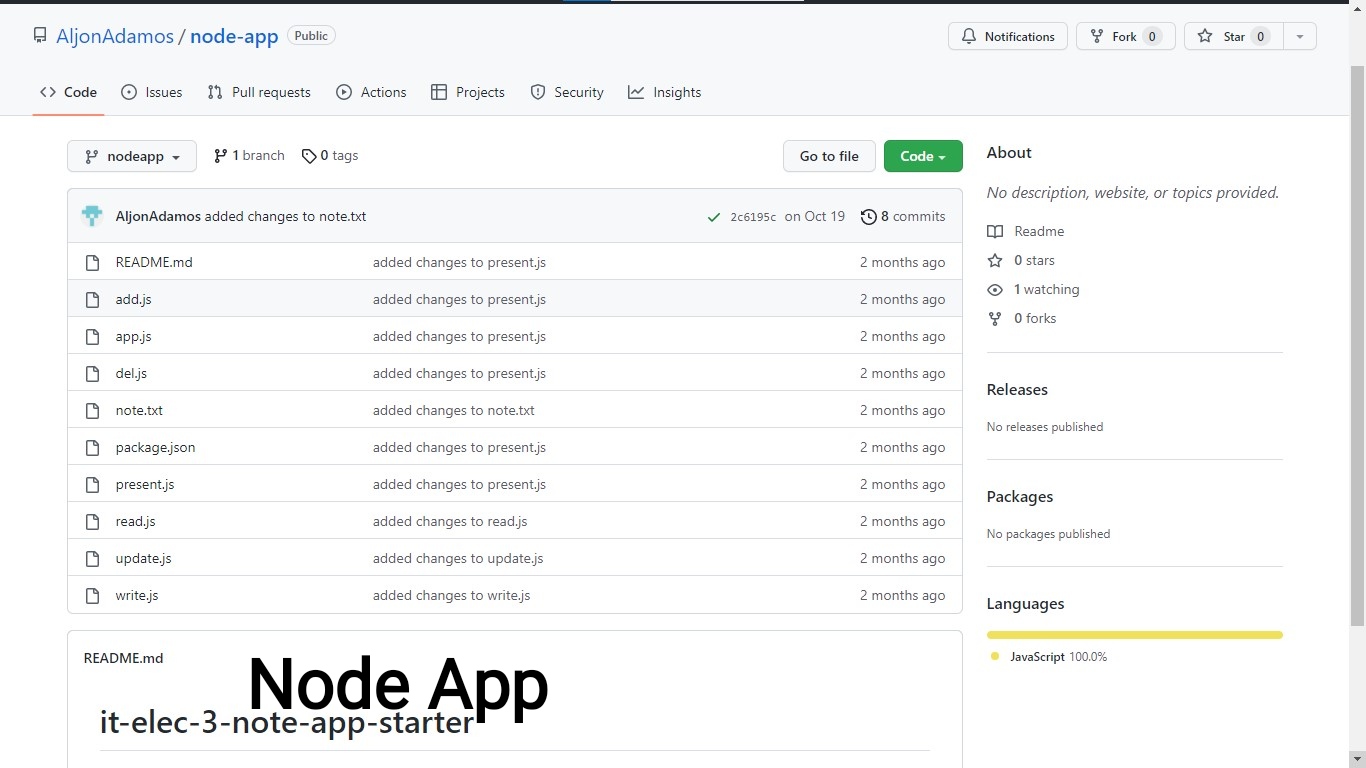 AljonAdamos / node-app Public
Notifications Fork 0 Star 0
Code Issues Pull requests Actions Projects Security Insights
nodeapp 1 branch 0 tags Go to file Code
AljonAdamos added changes to note.txt 2c6195c on Oct 19 8 commits
README.md added changes to present.js 2 months ago
add.js added changes to present.js 2 months ago
app.js added changes to present.js 2 months ago
del.js added changes to present.js 2 months ago
note.txt added changes to note.txt 2 months ago
package.json added changes to present.js 2 months ago
present.js added changes to present.js 2 months ago
read.js added changes to read.js 2 months ago
update.js added changes to update.js 2 months ago
write.js added changes to write.js 2 months ago
README.md
Node App
it-elec-3-note-app-starter
About
No description, website, or topics provided.
Readme
0 stars
1 watching
0 forks
Releases
No releases published
Packages
No packages published
Languages
JavaScript 100.0%